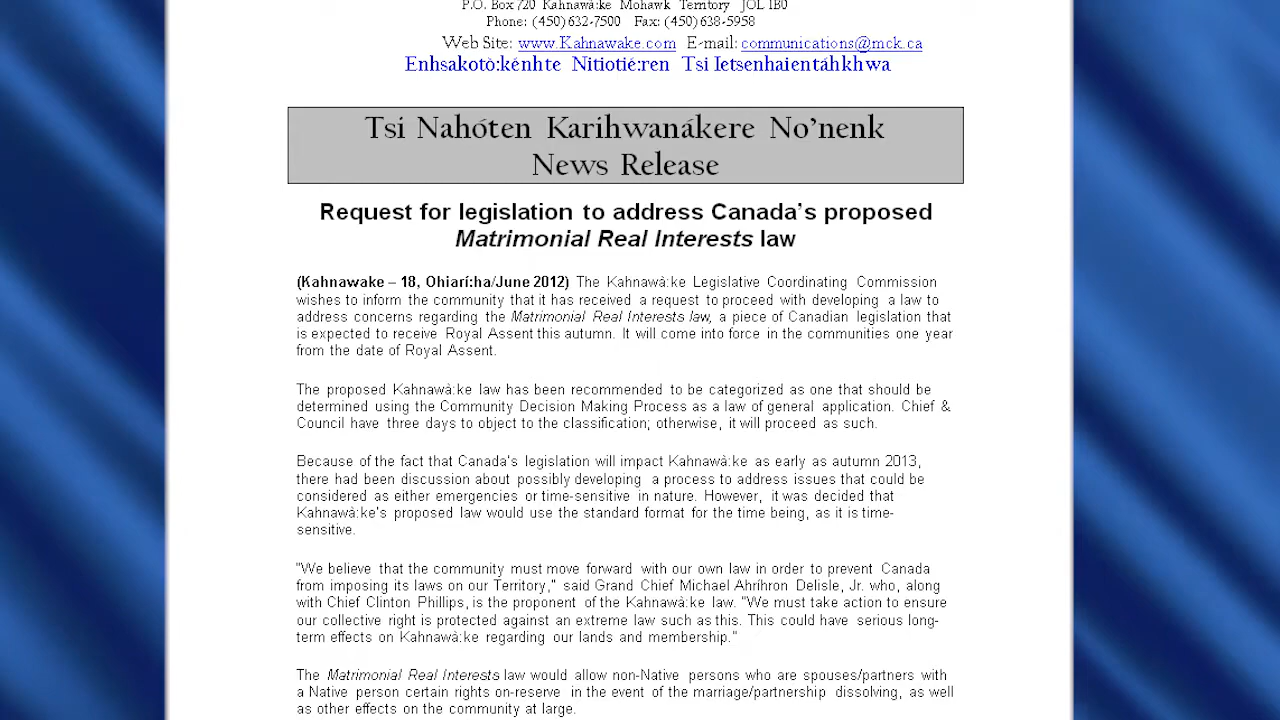 P.O. Box 720 Kahnawà:ke Mohawk Territory JOL IB0
Phone: (450) 632-7500 Fax: (450) 638-5958
Web Site: www.Kahnawake.com E-mail: communications@mck.ca
Enhsakotò:kénhte Nitiotié:ren Tsi Ietsenhaientáhkhwa
Tsi Nahóten Karihwanákere No'nenk
News Release
Request for legislation to address Canada's proposed
Matrimonial Real Interests law
(Kahnawake – 18, Ohiarí:ha/June 2012) The Kahnawà:ke Legislative Coordinating Commission
wishes to inform the community that it has received a request to proceed with developing a law to
address concerns regarding the Matrimonial Real Interests law, a piece of Canadian legislation that
is expected to receive Royal Assent this autumn. It will come into force in the communities one year
from the date of Royal Assent.
The proposed Kahnawà:ke law has been recommended to be categorized as one that should be
determined using the Community Decision Making Process as a law of general application. Chief &
Council have three days to object to the classification; otherwise, it will proceed as such.
Because of the fact that Canada's legislation will impact Kahnawà:ke as early as autumn 2013,
there had been discussion about possibly developing a process to address issues that could be
considered as either emergencies or time-sensitive in nature. However, it was decided that
Kahnawà:ke's proposed law would use the standard format for the time being, as it is time-
sensitive.
"We believe that the community must move forward with our own law in order to prevent Canada
from imposing its laws on our Territory," said Grand Chief Michael Ahríhron Delisle, Jr. who, along
with Chief Clinton Phillips, is the proponent of the Kahnawà:ke law. "We must take action to ensure
our collective right is protected against an extreme law such as this. This could have serious long-
term effects on Kahnawà:ke regarding our lands and membership."
The Matrimonial Real Interests law would allow non-Native persons who are spouses/partners with
a Native person certain rights on-reserve in the event of the marriage/partnership dissolving, as well
as other effects on the community at large.